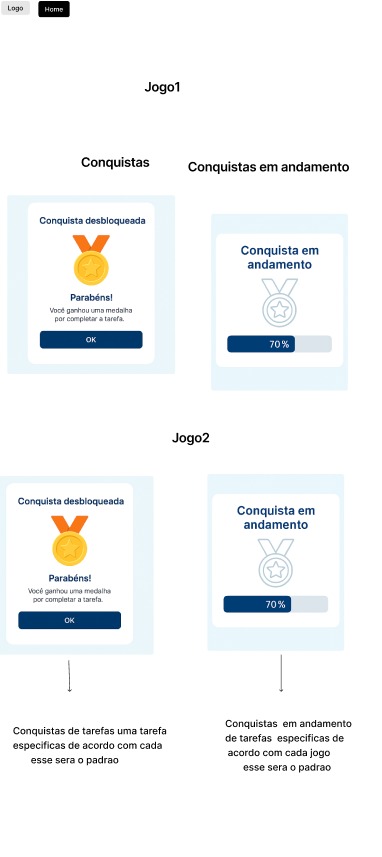 Logo
Home
Jogo1
Conquistas
Conquistas em andamento
Conquista desbloqueada
Parabéns!
Você ganhou uma medalha
por completar a tarefa.
OK
Conquista em
andamento
70%
Jogo2
Conquista desbloqueada
Parabéns!
Você ganhou uma medalha
por completar a tarefa.
OK
Conquista em
andamento
70%
Conquistas de tarefas uma tarefa
especificas de acordo com cada
esse sera o padrao
Conquistas em andamento
de tarefas especificas de
acordo com cada jogo
esse sera o padrao